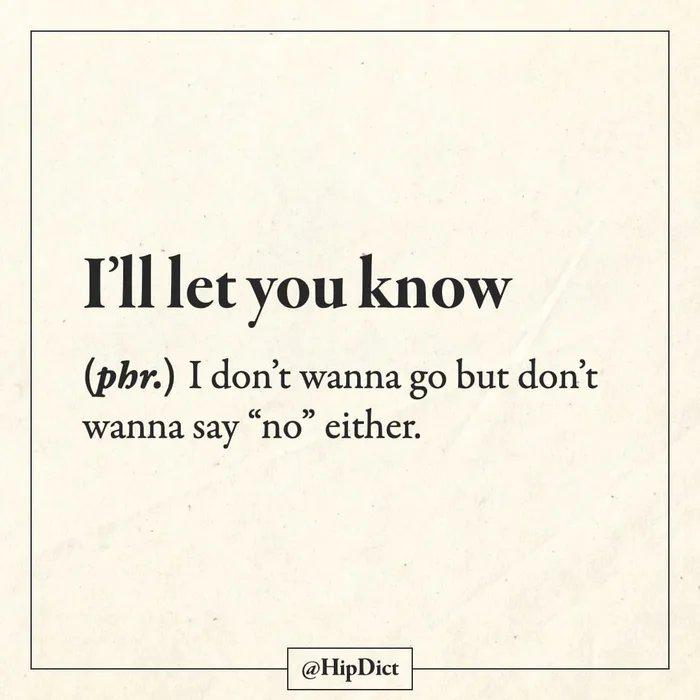 I’ll let you know
(phr.) I don’t wanna go but don’t
wanna say “no” either.
@HipDict